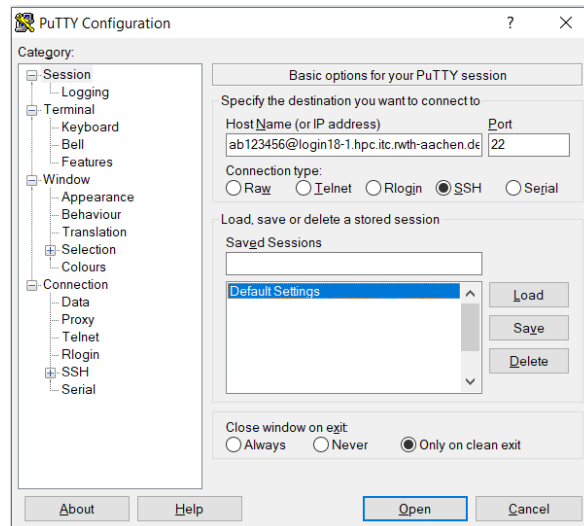 PuTTY Configuration ? ×
Category:
Session
Logging
Terminal
Keyboard
Bell
Features
Window
Appearance
Behaviour
Translation
Selection
Colours
Connection
Data
Proxy
Telnet
Rlogin
SSH
Serial
Basic options for your PuTTY session
Specify the destination you want to connect to
Host Name (or IP address) Port
ab123456@login18-1.hpc.itc.rwth-aachen.de 22
Connection type:
Raw Telnet Rlogin SSH Serial
Load, save or delete a stored session
Saved Sessions
Default Settings
Load
Save
Delete
Close window on exit:
Always Never Only on clean exit
About Help Open Cancel